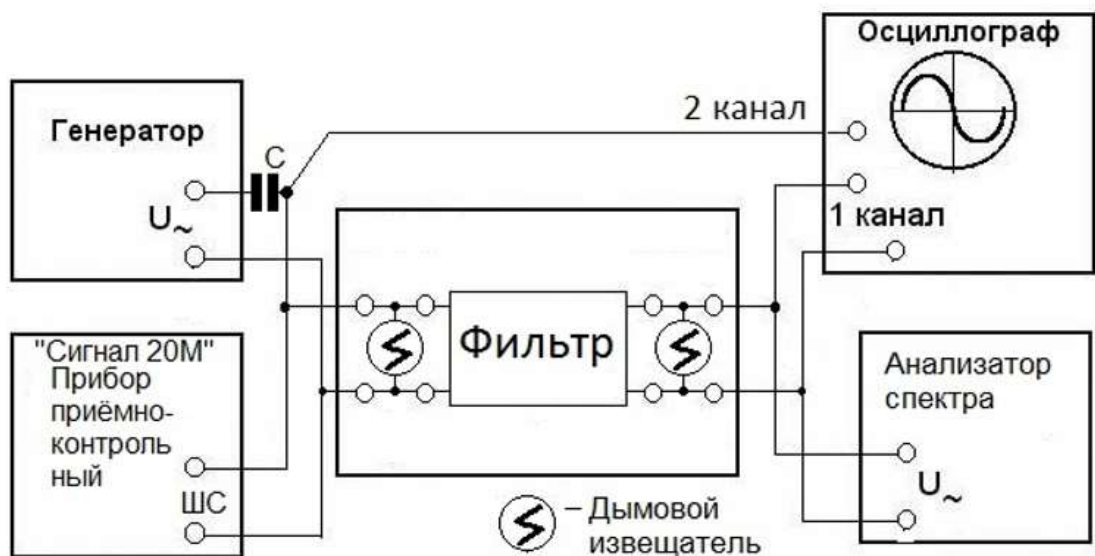 Осциллограф
2 канал
1 канал
Генератор
C
U~
"Сигнал 20М"
Прибор
приёмно-
контроль
ный
ШС
Фильтр
Анализатор
спектра
U~
– Дымовой
извещатель